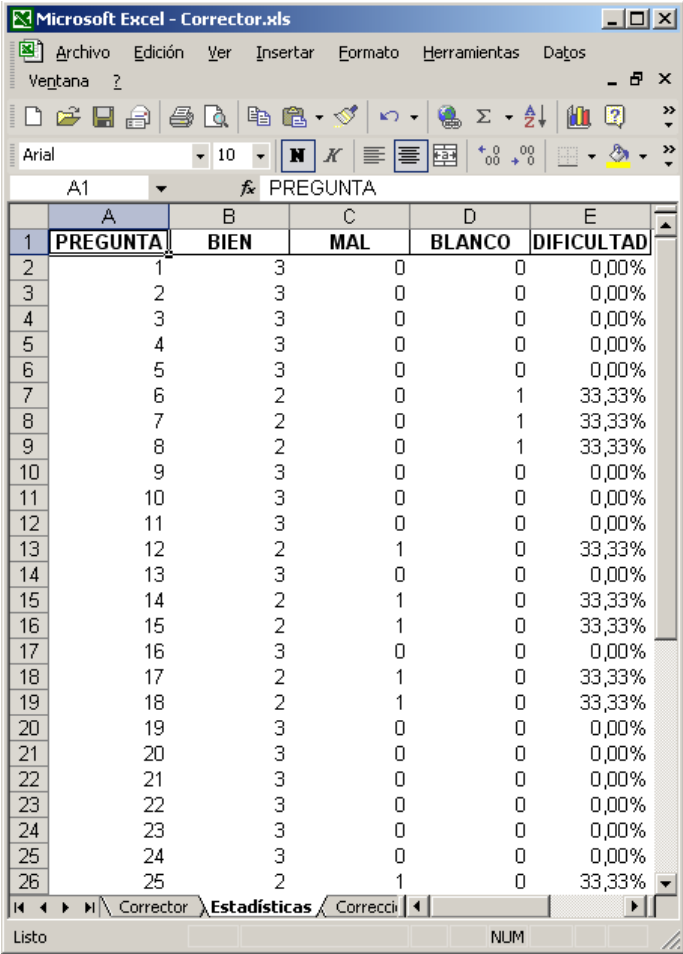 Microsoft Excel - Corrector.xls
Archivo Edición Ver Insertar Formato Herramientas Datos
Ventana ?
Arial 10 N K
A1 fx PREGUNTA
A B C D E
1 PREGUNTA BIEN MAL BLANCO DIFICULTAD
2 1 3 0 0 0,00%
3 2 3 0 0 0,00%
4 3 3 0 0 0,00%
5 4 3 0 0 0,00%
6 5 3 0 0 0,00%
7 6 2 0 1 33,33%
8 7 2 0 1 33,33%
9 8 2 0 1 33,33%
10 9 3 0 0 0,00%
11 10 3 0 0 0,00%
12 11 3 0 0 0,00%
13 12 2 1 0 33,33%
14 13 3 0 0 0,00%
15 14 2 1 0 33,33%
16 15 2 1 0 33,33%
17 16 3 0 0 0,00%
18 17 2 1 0 33,33%
19 18 2 1 0 33,33%
20 19 3 0 0 0,00%
21 20 3 0 0 0,00%
22 21 3 0 0 0,00%
23 22 3 0 0 0,00%
24 23 3 0 0 0,00%
25 24 3 0 0 0,00%
26 25 2 1 0 33,33%
Corrector Estadísticas Correcci
Listo NUM